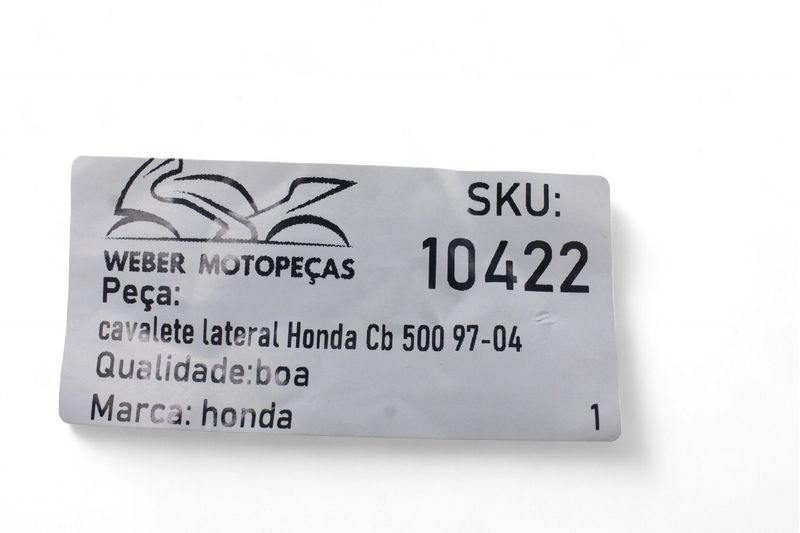 WEBER MOTOPEÇAS
SKU:
10422
Peça:
cavalete lateral Honda Cb 500 97-04
Qualidade:boa
Marca: honda
1